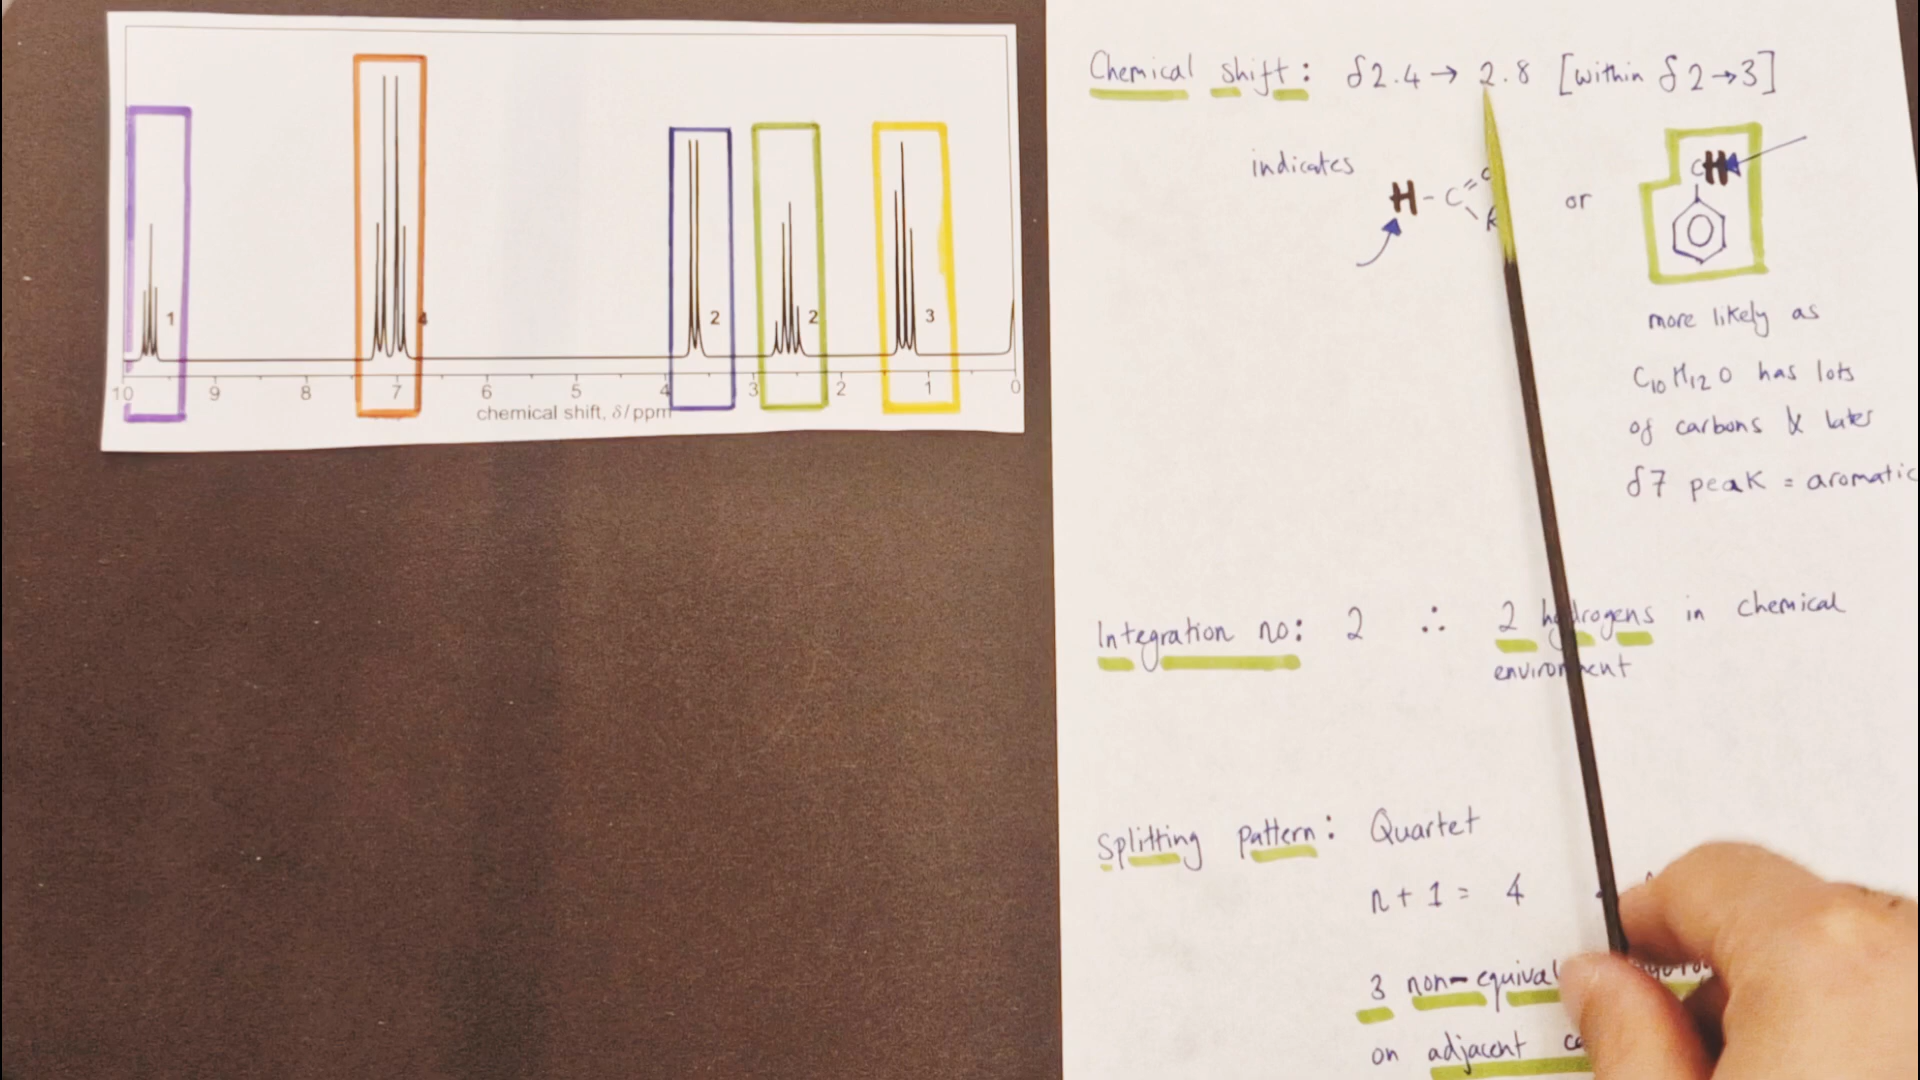 1
4
2
2
3
10 9 8 7 6 5 4 3 2 1 0
chemical shift, δ/ppm
Chemical shift: δ2.4 → 2.8 [within δ 2→3]
indicates
H - C
or
CH
more likely as
C₁₀H₁₂O has lots
of carbons & later
δ7 peak = aromatic
Integration no: 2 ∴ 2 hydrogens in chemical
environment
Splitting pattern: Quartet
n + 1 = 4
3
on adjacent